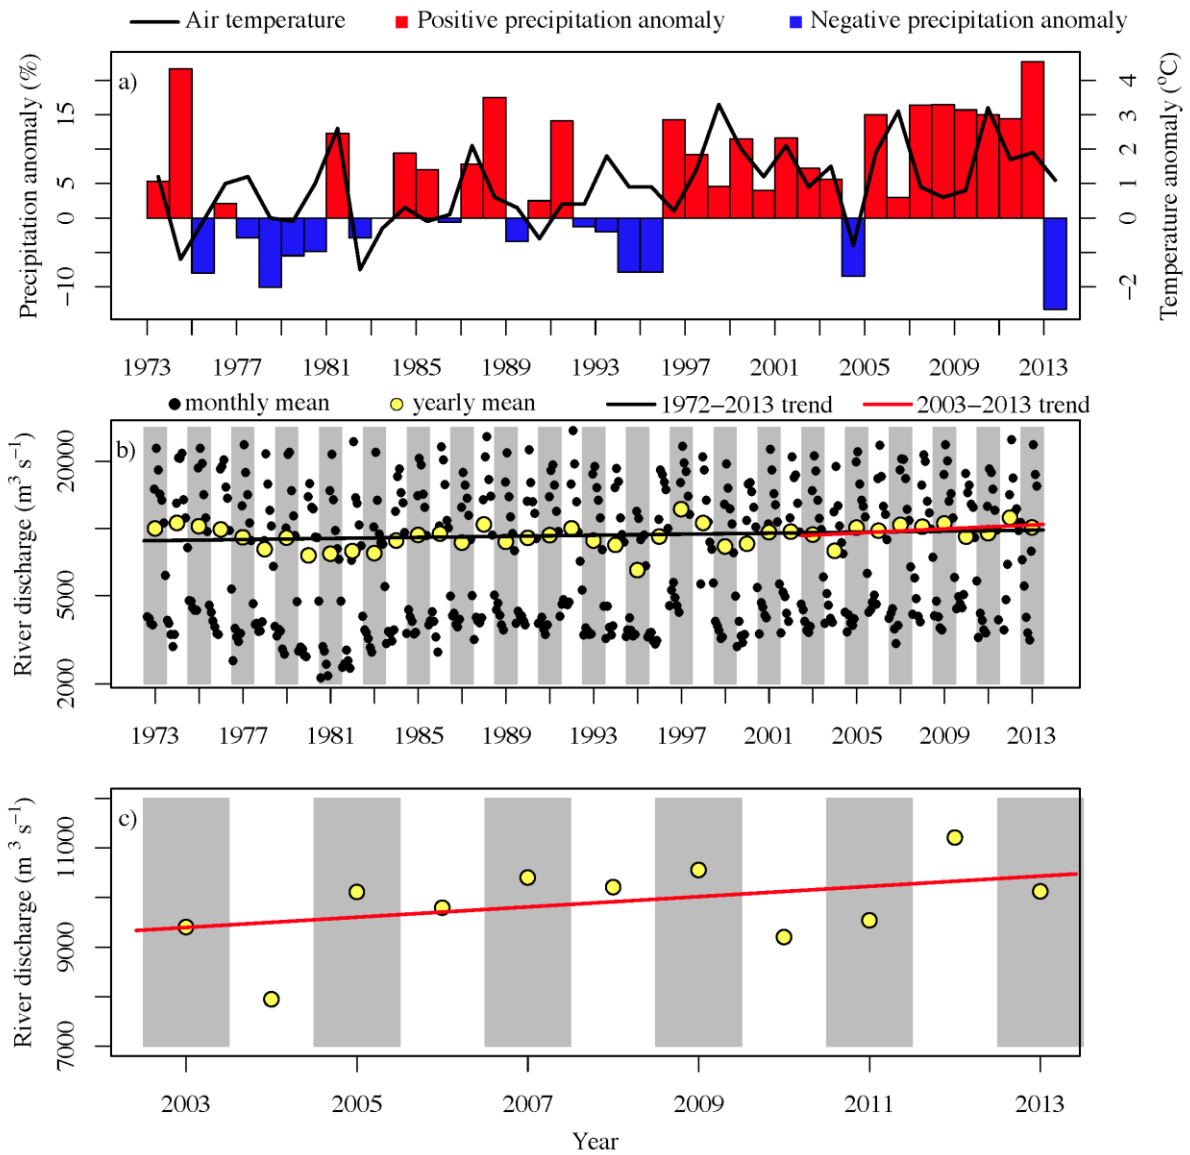 Air temperature Positive precipitation anomaly Negative precipitation anomaly
a)
Precipitation anomaly (%)
15
5
0
−10
4
3
2
1
0
−2
Temperature anomaly (°C)
1973 1977 1981 1985 1989 1993 1997 2001 2005 2009 2013
monthly mean yearly mean 1972−2013 trend 2003−2013 trend
b)
River discharge (m³ s⁻¹)
20000
5000
2000
1973 1977 1981 1985 1989 1993 1997 2001 2005 2009 2013
c)
River discharge (m ³ s⁻¹)
11000
9000
7000
2003 2005 2007 2009 2011 2013
Year